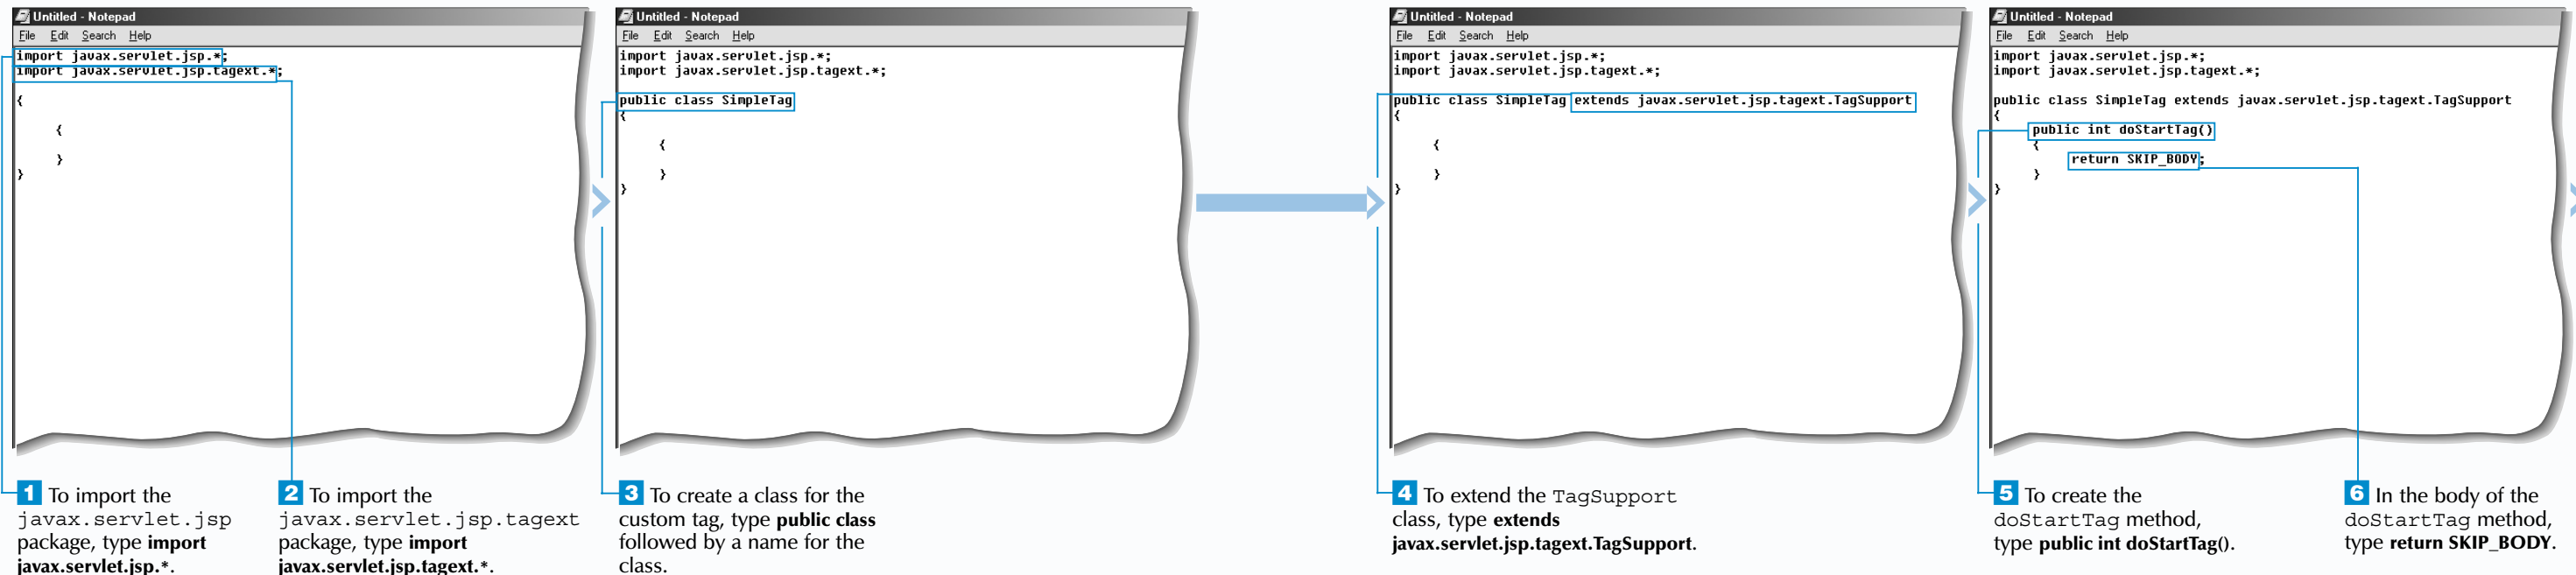 Untitled - Notepad
File Edit Search Help
import javax.servlet.jsp.*;
import javax.servlet.jsp.tagext.*;
{
{
}
}
1 To import the
javax.servlet.jsp
package, type import
javax.servlet.jsp.*.
2 To import the
javax.servlet.jsp.tagext
package, type import
javax.servlet.jsp.tagext.*.
Untitled - Notepad
File Edit Search Help
import javax.servlet.jsp.*;
import javax.servlet.jsp.tagext.*;
public class SimpleTag
{
{
}
}
3 To create a class for the
custom tag, type public class
followed by a name for the
class.
Untitled - Notepad
File Edit Search Help
import javax.servlet.jsp.*;
import javax.servlet.jsp.tagext.*;
public class SimpleTag extends javax.servlet.jsp.tagext.TagSupport
{
{
}
}
4 To extend the TagSupport
class, type extends
javax.servlet.jsp.tagext.TagSupport.
Untitled - Notepad
File Edit Search Help
import javax.servlet.jsp.*;
import javax.servlet.jsp.tagext.*;
public class SimpleTag extends javax.servlet.jsp.tagext.TagSupport
{
public int doStartTag()
{
return SKIP_BODY;
}
}
5 To create the
doStartTag method,
type public int doStartTag().
6 In the body of the
doStartTag method,
type return SKIP_BODY.